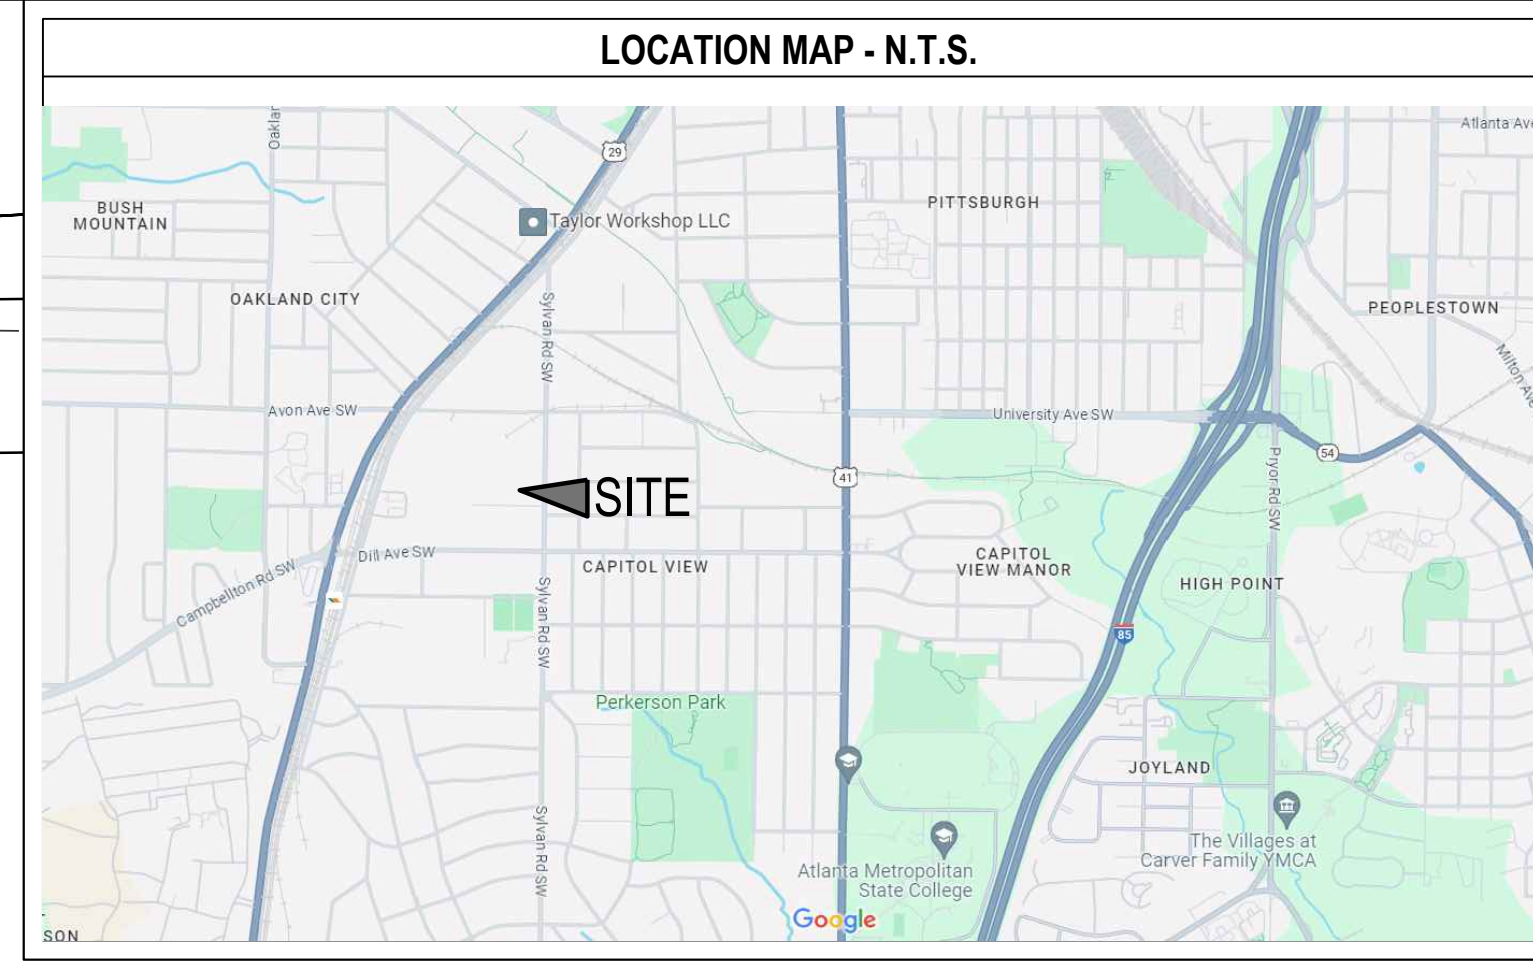 LOCATION MAP - N.T.S.
Oaklan
Atlanta Ave
29
BUSH
MOUNTAIN
Taylor Workshop LLC
PITTSBURGH
OAKLAND CITY
Sylvan Rd SW
PEOPLESTOWN
Milton Ave
Avon Ave SW
University Ave SW
54
41
Pryor Rd SW
SITE
Dill Ave SW
CAPITOL VIEW
CAPITOL
VIEW MANOR
HIGH POINT
Campbellton Rd SW
Sylvan Rd SW
85
Perkerson Park
JOYLAND
Sylvan Rd SW
The Villages at
Carver Family YMCA
Atlanta Metropolitan
State College
Google
SON